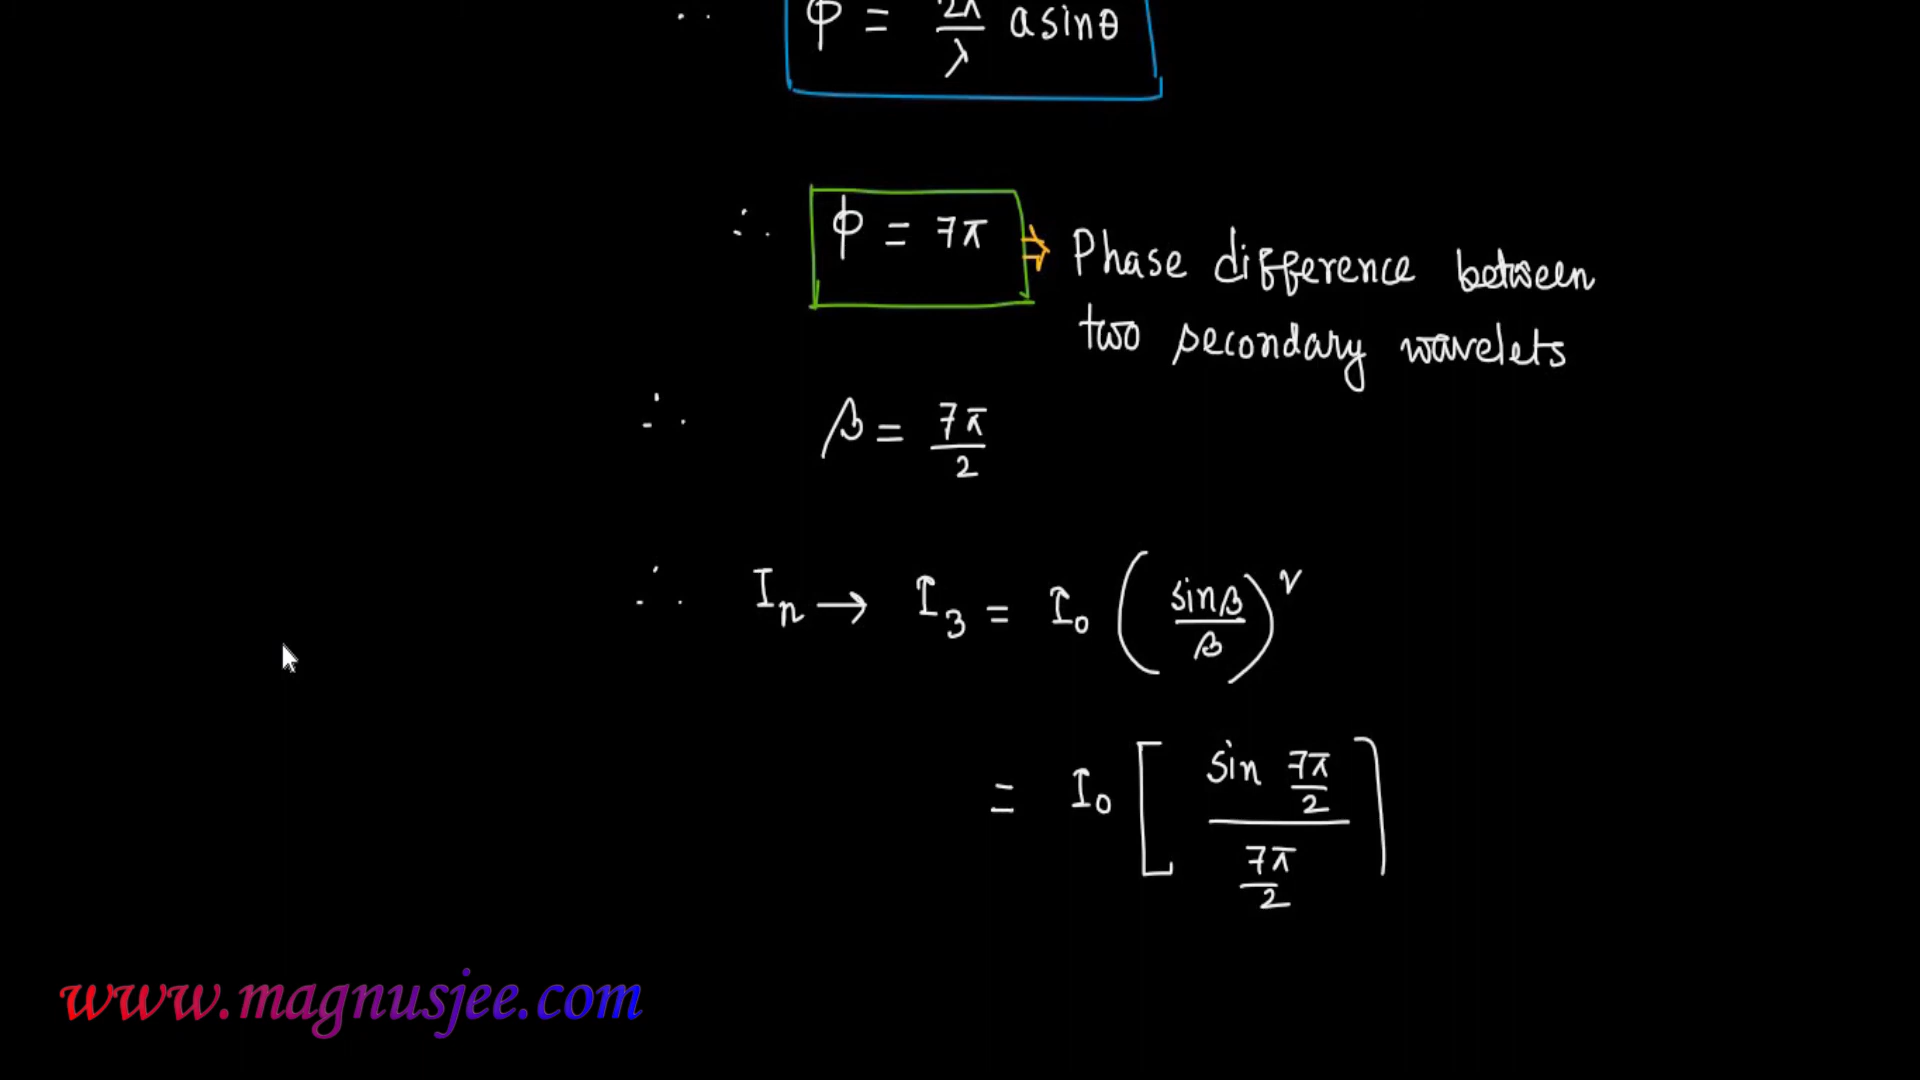 ∴ φ = 2π/λ asinθ
∴ φ = 7π ⇒ Phase difference between
two secondary wavelets
∴ β = 7π/2
∴ Iₙ → I₃ = I₀ (sinβ/β)²
= I₀ [sin 7π/2 / 7π/2]
www.magnusjee.com